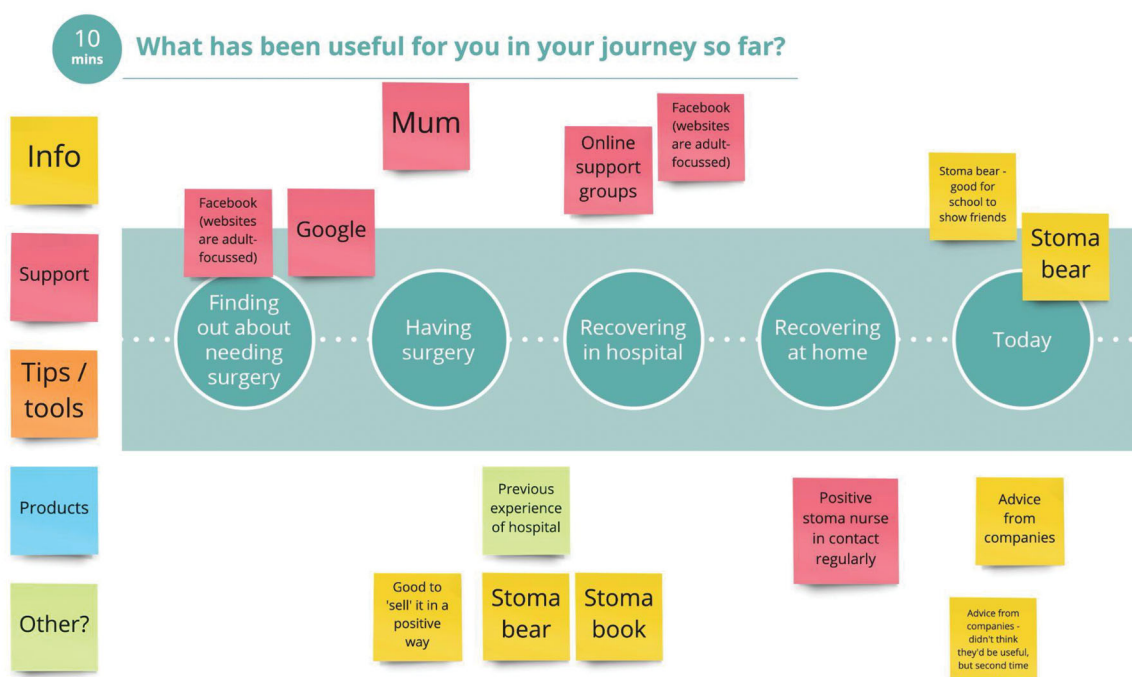 10
mins
What has been useful for you in your journey so far?
Info
Support
Tips /
tools
Products
Other?
Facebook
(websites
are adult-
focussed)
Google
Mum
Online
support
groups
Facebook
(websites
are adult-
focussed)
Stoma bear -
good for
school to
show friends
Stoma
bear
Finding
out about
needing
surgery
Having
surgery
Recovering
in hospital
Recovering
at home
Today
Previous
experience
of hospital
Good to
'sell' it in a
positive
way
Stoma
bear
Stoma
book
Positive
stoma nurse
in contact
regularly
Advice
from
companies
Advice from
companies -
didn't think
they'd be useful,
but second time